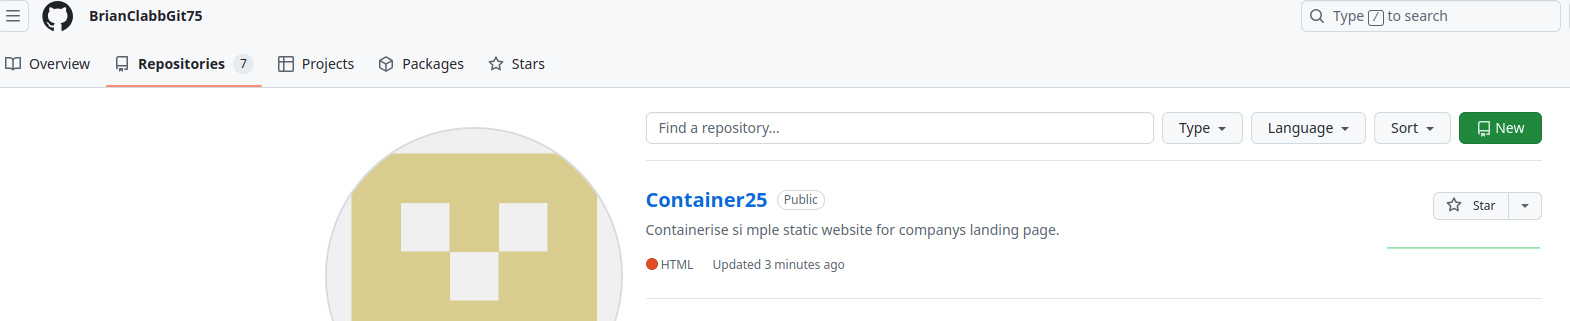 BrianClabbGit75
Type / to search
Overview Repositories 7 Projects Packages Stars
Find a repository...
Type Language Sort New
Container25 Public
Star
Containerise si mple static website for companys landing page.
HTML Updated 3 minutes ago